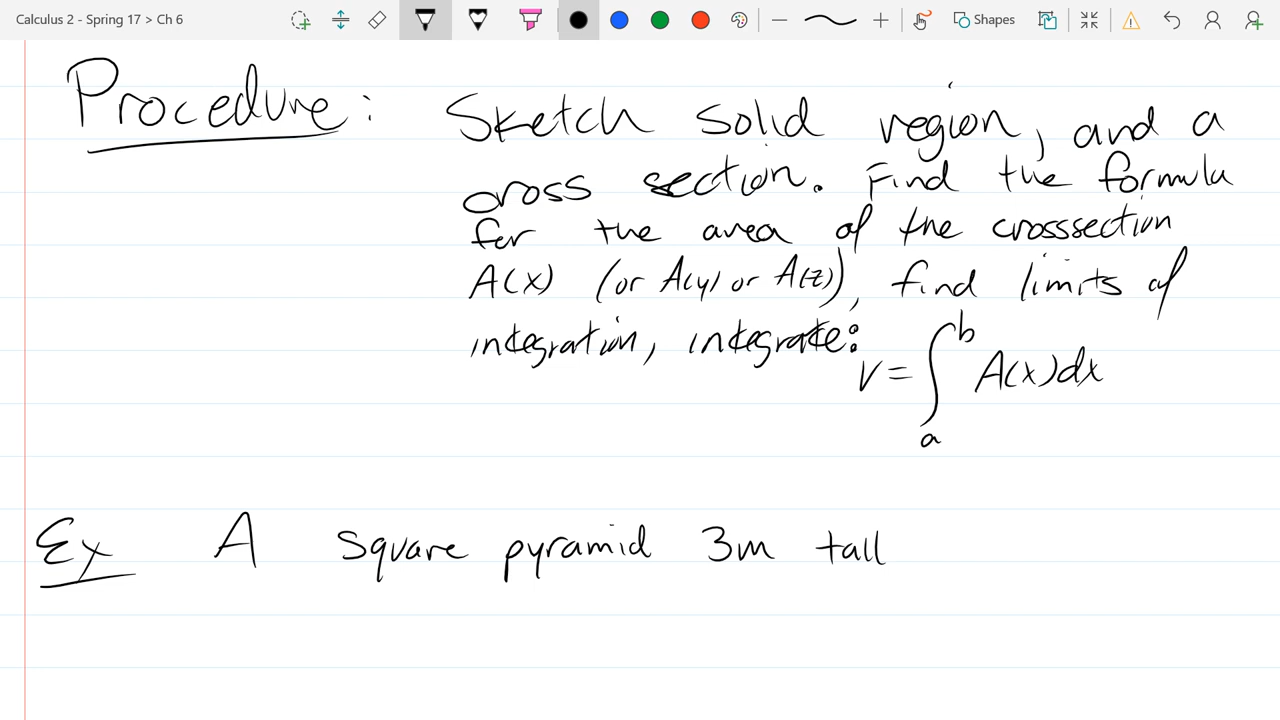 Calculus 2 - Spring 17 > Ch 6
Shapes
Procedure: Sketch solid region, and a
cross section. Find the formula
for the area of the crosssection
A(x) (or A(y) or A(z)), find limits of
integration, integrate:
V = ∫_a^b A(x)dx
Ex A square pyramid 3m tall